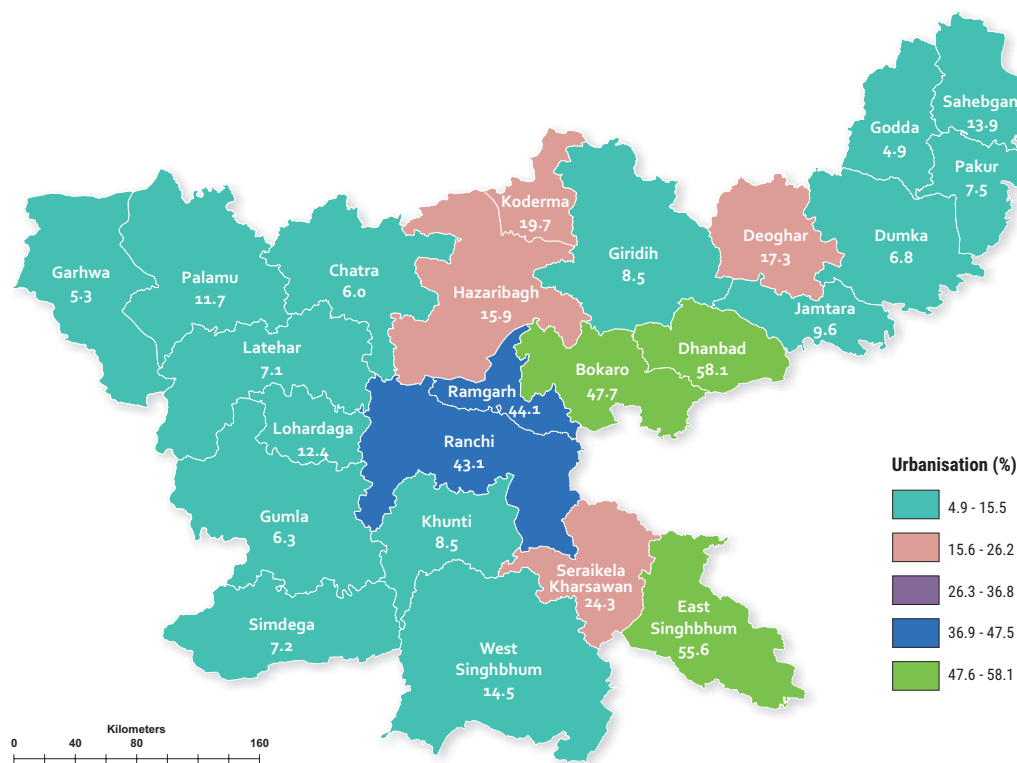 Sahebganj
13.9
Godda
4.9
Pakur
7.5
Koderma
19.7
Deoghar
17.3
Dumka
6.8
Garhwa
5.3
Palamu
11.7
Chatra
6.0
Giridih
8.5
Hazaribagh
15.9
Jamtara
9.6
Latehar
7.1
Dhanbad
58.1
Bokaro
47.7
Ramgarh
44.1
Lohardaga
12.4
Ranchi
43.1
Gumla
6.3
Khunti
8.5
Seraikela
Kharsawan
24.3
East
Singhbhum
55.6
Simdega
7.2
West
Singhbhum
14.5
Urbanisation (%)
4.9 - 15.5
15.6 - 26.2
26.3 - 36.8
36.9 - 47.5
47.6 - 58.1
Kilometers
0 40 80 160